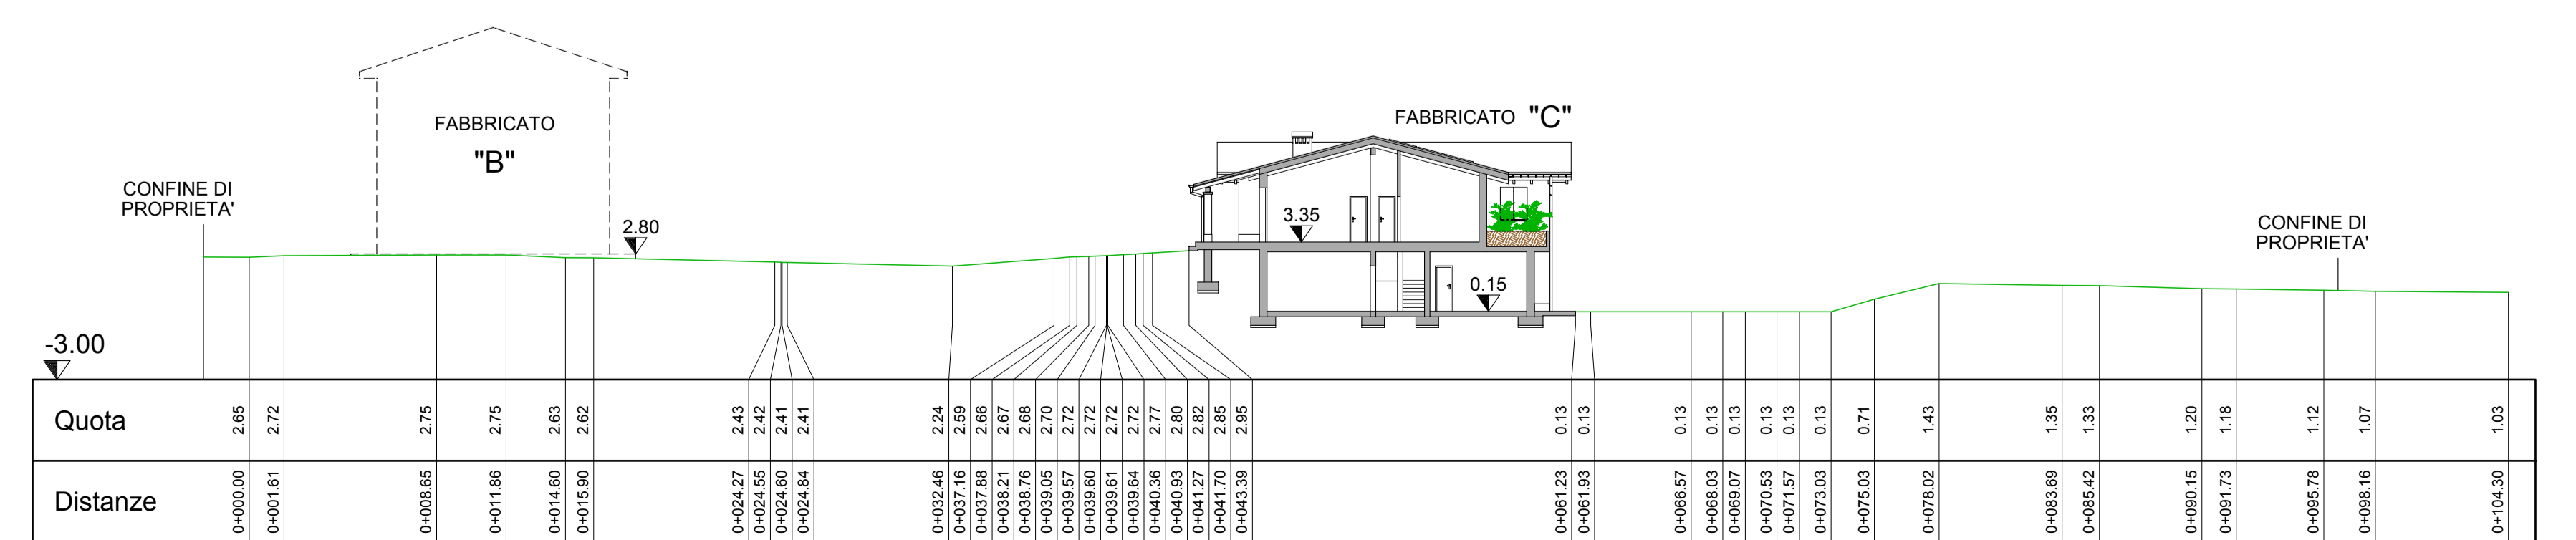 FABBRICATO "C"
FABBRICATO
"B"
CONFINE DI
PROPRIETA'
CONFINE DI
PROPRIETA'
2.80
3.35
0.15
-3.00
Quota 2.65 2.72 2.75 2.75 2.63 2.62 2.43 2.42 2.41 2.41 2.24 2.59 2.66 2.67 2.68 2.70 2.72 2.72 2.72 2.72 2.77 2.80 2.82 2.85 2.95 0.13 0.13 0.13 0.13 0.13 0.13 0.13 0.13 0.71 1.43 1.35 1.33 1.20 1.18 1.12 1.07 1.03
Distanze 0+000.00 0+001.61 0+008.65 0+011.86 0+014.60 0+015.90 0+024.27 0+024.55 0+024.60 0+024.84 0+032.46 0+037.16 0+037.88 0+038.21 0+038.76 0+039.05 0+039.57 0+039.60 0+039.61 0+039.64 0+040.36 0+040.93 0+041.27 0+041.70 0+043.39 0+061.23 0+061.93 0+066.57 0+068.03 0+069.07 0+070.53 0+071.57 0+073.03 0+075.03 0+078.02 0+083.69 0+085.42 0+090.15 0+091.73 0+095.78 0+098.16 0+104.30